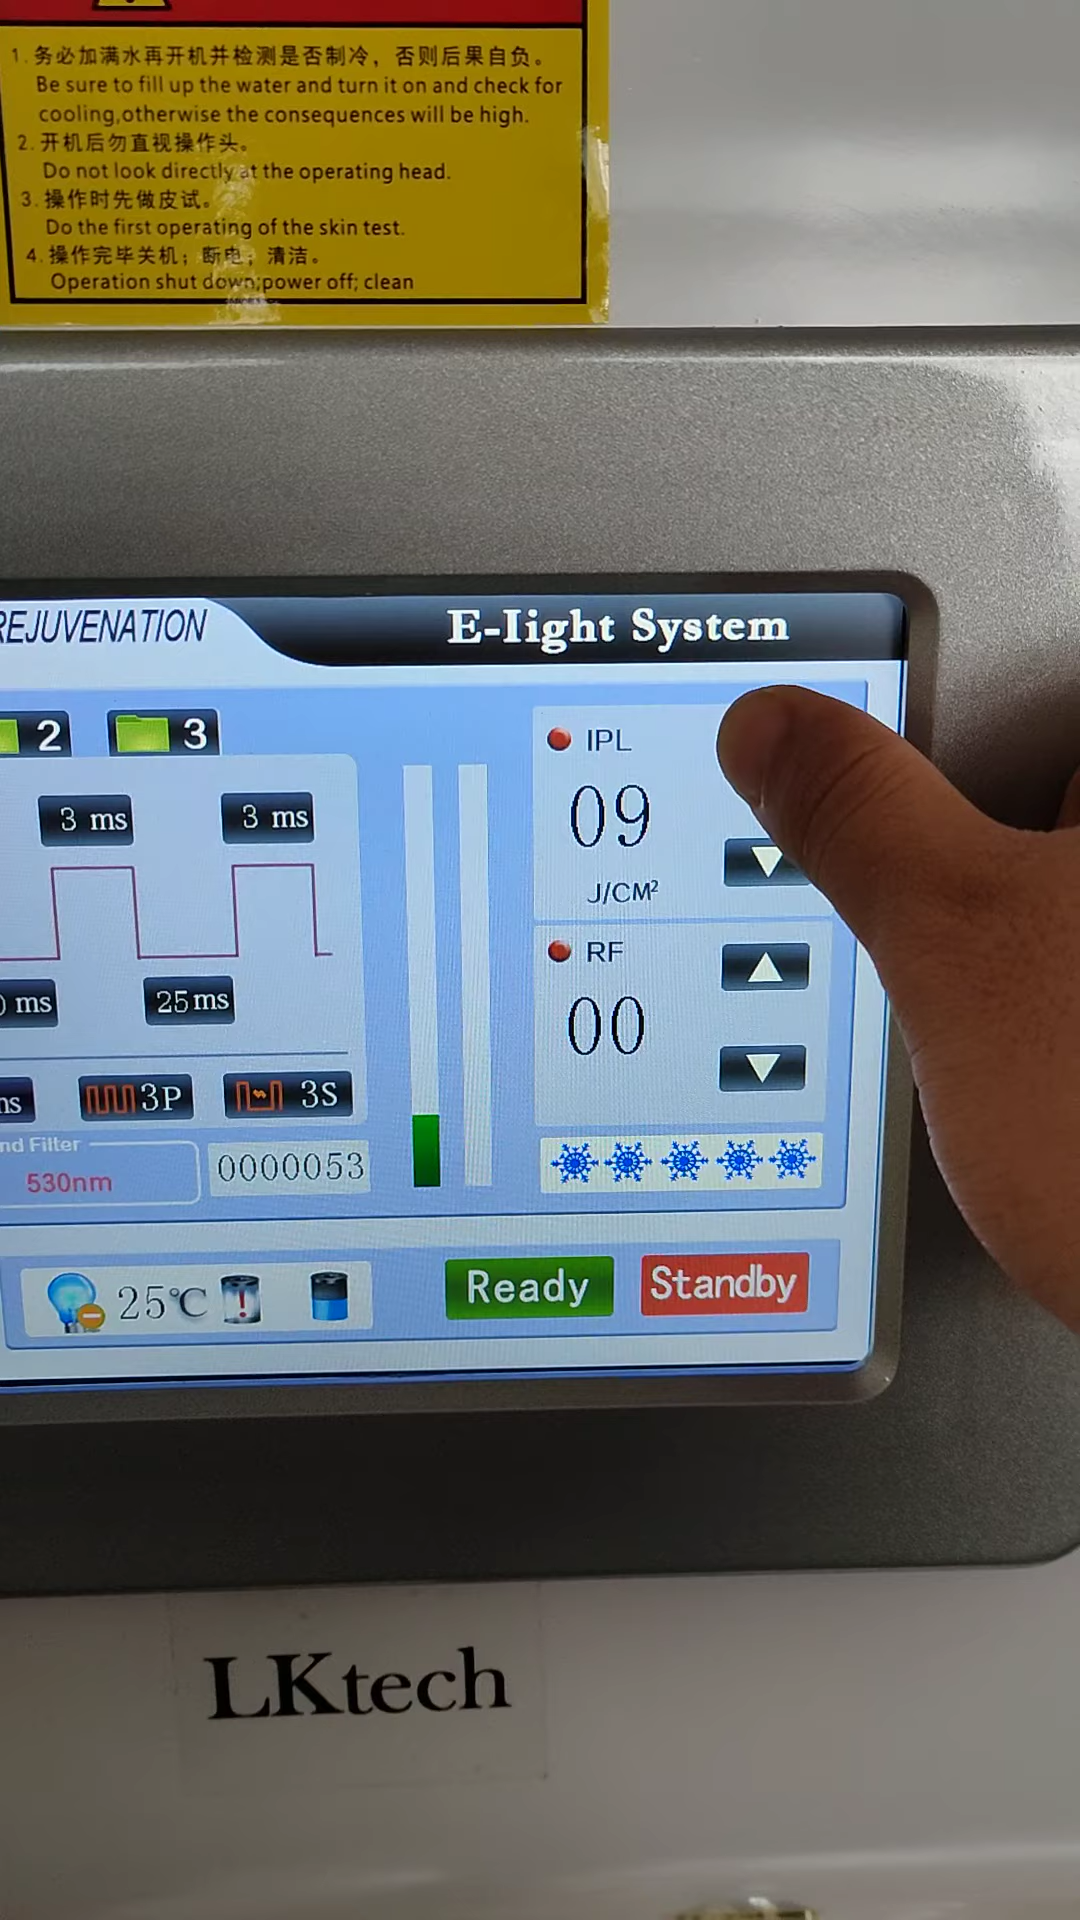 1. 务必加满水再开机并检测是否制冷，否则后果自负。
Be sure to fill up the water and turn it on and check for
cooling,otherwise the consequences will be high.
2. 开机后勿直视操作头。
Do not look directly at the operating head.
3. 操作时先做皮试。
Do the first operating of the skin test.
4. 操作完毕关机；断电；清洁。
Operation shut down;power off; clean
REJUVENATION
E-Iight System
2
3
IPL
3 ms
3 ms
09
J/CM²
RF
ms
25ms
00
3P
3S
Filter
530nm
0000053
25℃
Ready
Standby
LKtech